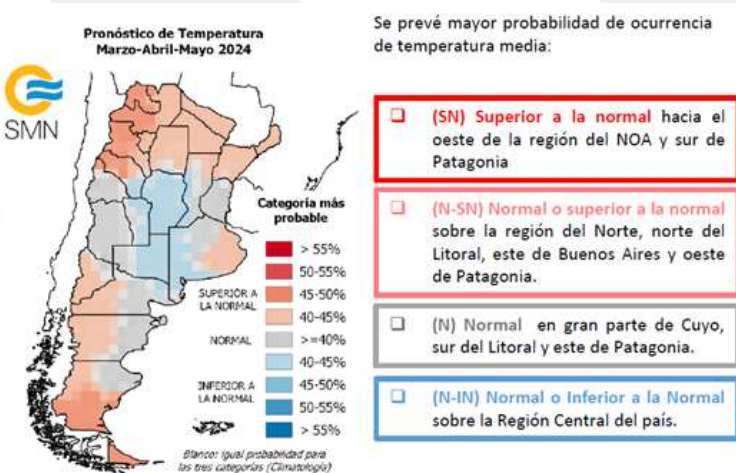 Pronóstico de Temperatura
Marzo-Abril-Mayo 2024
SMN
Categoría más
probable
> 55%
50-55%
SUPERIOR A
LA NORMAL
45-50%
40-45%
NORMAL
>=40%
40-45%
INFERIOR A
LA NORMAL
45-50%
50-55%
> 55%
Blanco: igual probabilidad para
las tres categorías (Climatología)
Se prevé mayor probabilidad de ocurrencia
de temperatura media:
(SN) Superior a la normal hacia el
oeste de la región del NOA y sur de
Patagonia
(N-SN) Normal o superior a la normal
sobre la región del Norte, norte del
Litoral, este de Buenos Aires y oeste
de Patagonia.
(N) Normal en gran parte de Cuyo,
sur del Litoral y este de Patagonia.
(N-IN) Normal o Inferior a la Normal
sobre la Región Central del país.